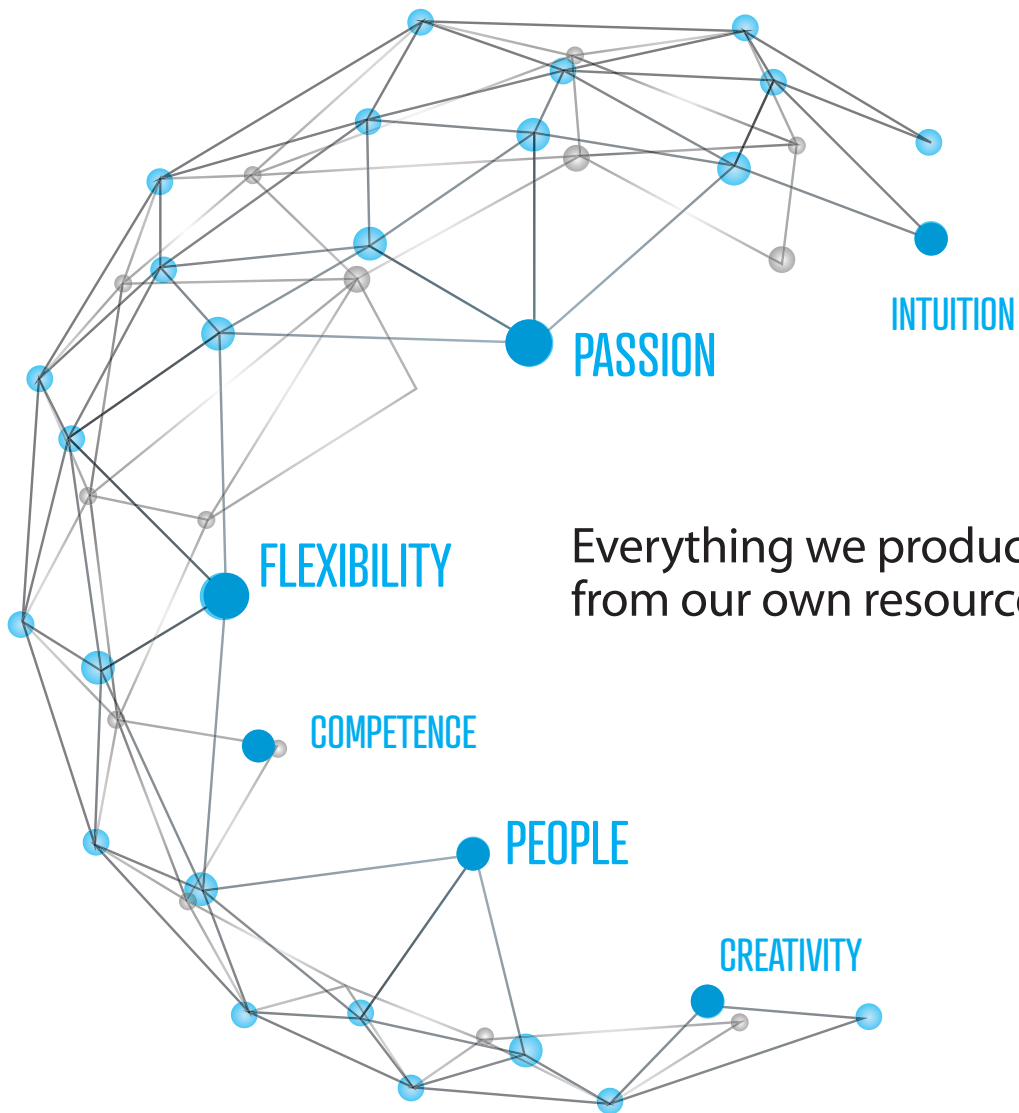 INTUITION
PASSION
Everything we produc
from our own resourc
FLEXIBILITY
COMPETENCE
PEOPLE
CREATIVITY